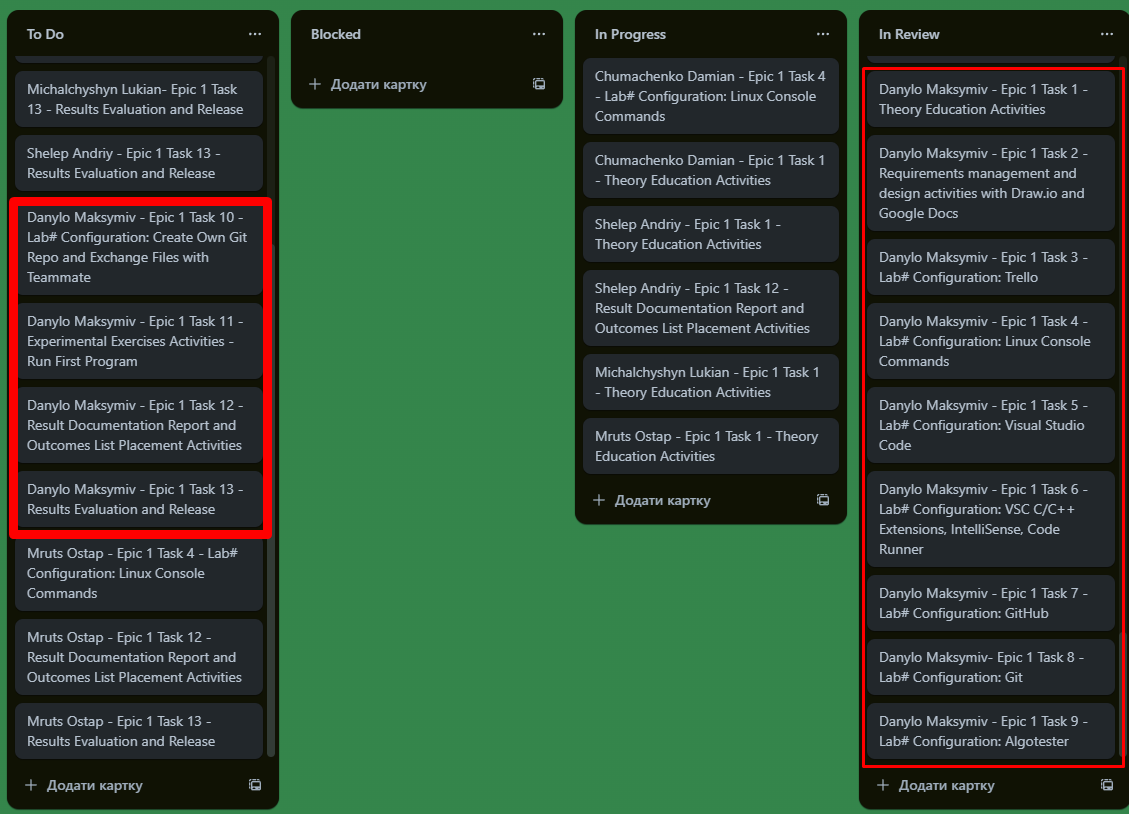 To Do
Michalchyshyn Lukian- Epic 1 Task
13 - Results Evaluation and Release
Shelep Andriy - Epic 1 Task 13 -
Results Evaluation and Release
Danylo Maksymiv - Epic 1 Task 10 -
Lab# Configuration: Create Own Git
Repo and Exchange Files with
Teammate
Danylo Maksymiv - Epic 1 Task 11 -
Experimental Exercises Activities -
Run First Program
Danylo Maksymiv - Epic 1 Task 12 -
Result Documentation Report and
Outcomes List Placement Activities
Danylo Maksymiv - Epic 1 Task 13 -
Results Evaluation and Release
Mruts Ostap - Epic 1 Task 4 - Lab#
Configuration: Linux Console
Commands
Mruts Ostap - Epic 1 Task 12 -
Result Documentation Report and
Outcomes List Placement Activities
Mruts Ostap - Epic 1 Task 13 -
Results Evaluation and Release
Додати картку
Blocked
Додати картку
In Progress
Chumachenko Damian - Epic 1 Task 4
- Lab# Configuration: Linux Console
Commands
Chumachenko Damian - Epic 1 Task 1
- Theory Education Activities
Shelep Andriy - Epic 1 Task 1 -
Theory Education Activities
Shelep Andriy - Epic 1 Task 12 -
Result Documentation Report and
Outcomes List Placement Activities
Michalchyshyn Lukian - Epic 1 Task 1
- Theory Education Activities
Mruts Ostap - Epic 1 Task 1 - Theory
Education Activities
Додати картку
In Review
Danylo Maksymiv - Epic 1 Task 1 -
Theory Education Activities
Danylo Maksymiv - Epic 1 Task 2 -
Requirements management and
design activities with Draw.io and
Google Docs
Danylo Maksymiv - Epic 1 Task 3 -
Lab# Configuration: Trello
Danylo Maksymiv - Epic 1 Task 4 -
Lab# Configuration: Linux Console
Commands
Danylo Maksymiv - Epic 1 Task 5 -
Lab# Configuration: Visual Studio
Code
Danylo Maksymiv - Epic 1 Task 6 -
Lab# Configuration: VSC C/C++
Extensions, IntelliSense, Code
Runner
Danylo Maksymiv - Epic 1 Task 7 -
Lab# Configuration: GitHub
Danylo Maksymiv- Epic 1 Task 8 -
Lab# Configuration: Git
Danylo Maksymiv - Epic 1 Task 9 -
Lab# Configuration: Algotester
Додати картку